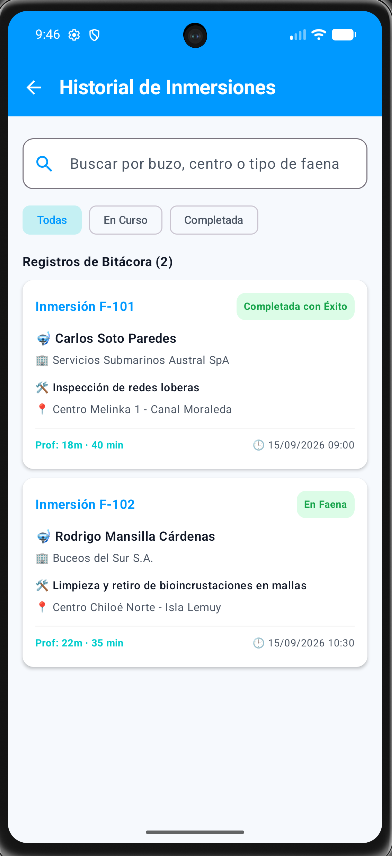 9:46
Historial de Inmersiones
Buscar por buzo, centro o tipo de faena
Todas
En Curso
Completada
Registros de Bitácora (2)
Inmersión F-101
Completada con Éxito
🤿 Carlos Soto Paredes
🏢 Servicios Submarinos Austral SpA
🛠️ Inspección de redes loberas
📍 Centro Melinka 1 - Canal Moraleda
Prof: 18m · 40 min
🕒 15/09/2026 09:00
Inmersión F-102
En Faena
🤿 Rodrigo Mansilla Cárdenas
🏢 Buceos del Sur S.A.
🛠️ Limpieza y retiro de bioincrustaciones en mallas
📍 Centro Chiloé Norte - Isla Lemuy
Prof: 22m · 35 min
🕒 15/09/2026 10:30